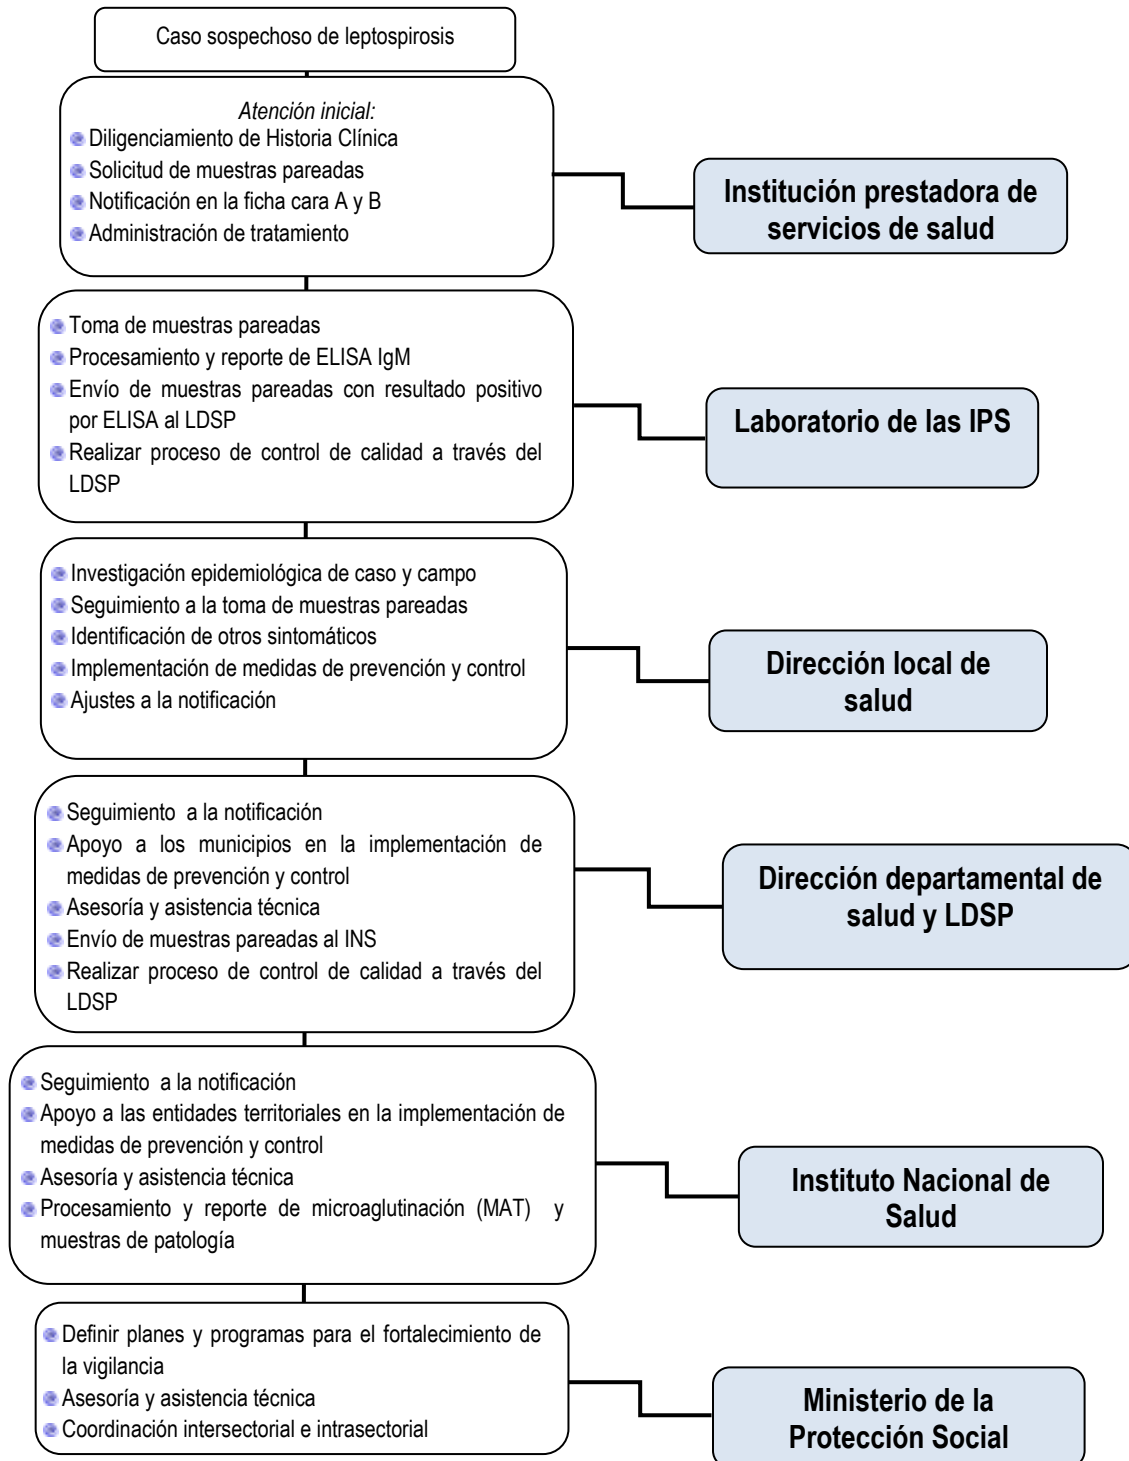 Caso sospechoso de leptospirosis
Atención inicial:
Diligenciamiento de Historia Clínica
Solicitud de muestras pareadas
Notificación en la ficha cara A y B
Administración de tratamiento
Institución prestadora de
servicios de salud
Toma de muestras pareadas
Procesamiento y reporte de ELISA IgM
Envío de muestras pareadas con resultado positivo
por ELISA al LDSP
Realizar proceso de control de calidad a través del
LDSP
Laboratorio de las IPS
Investigación epidemiológica de caso y campo
Seguimiento a la toma de muestras pareadas
Identificación de otros sintomáticos
Implementación de medidas de prevención y control
Ajustes a la notificación
Dirección local de
salud
Seguimiento a la notificación
Apoyo a los municipios en la implementación de
medidas de prevención y control
Asesoría y asistencia técnica
Envío de muestras pareadas al INS
Realizar proceso de control de calidad a través del
LDSP
Dirección departamental de
salud y LDSP
Seguimiento a la notificación
Apoyo a las entidades territoriales en la implementación de
medidas de prevención y control
Asesoría y asistencia técnica
Procesamiento y reporte de microaglutinación (MAT) y
muestras de patología
Instituto Nacional de
Salud
Definir planes y programas para el fortalecimiento de
la vigilancia
Asesoría y asistencia técnica
Coordinación intersectorial e intrasectorial
Ministerio de la
Protección Social